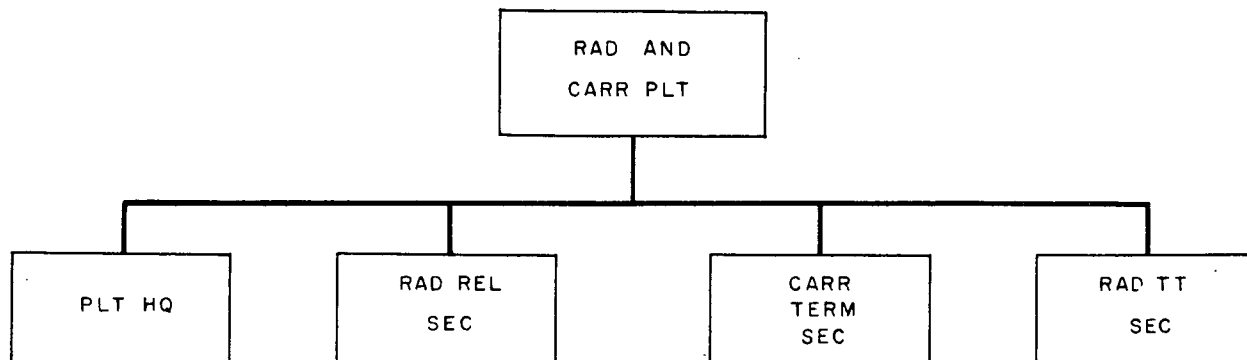 RAD AND
CARR PLT
PLT HQ
RAD REL
SEC
CARR
TERM
SEC
RAD TT
SEC